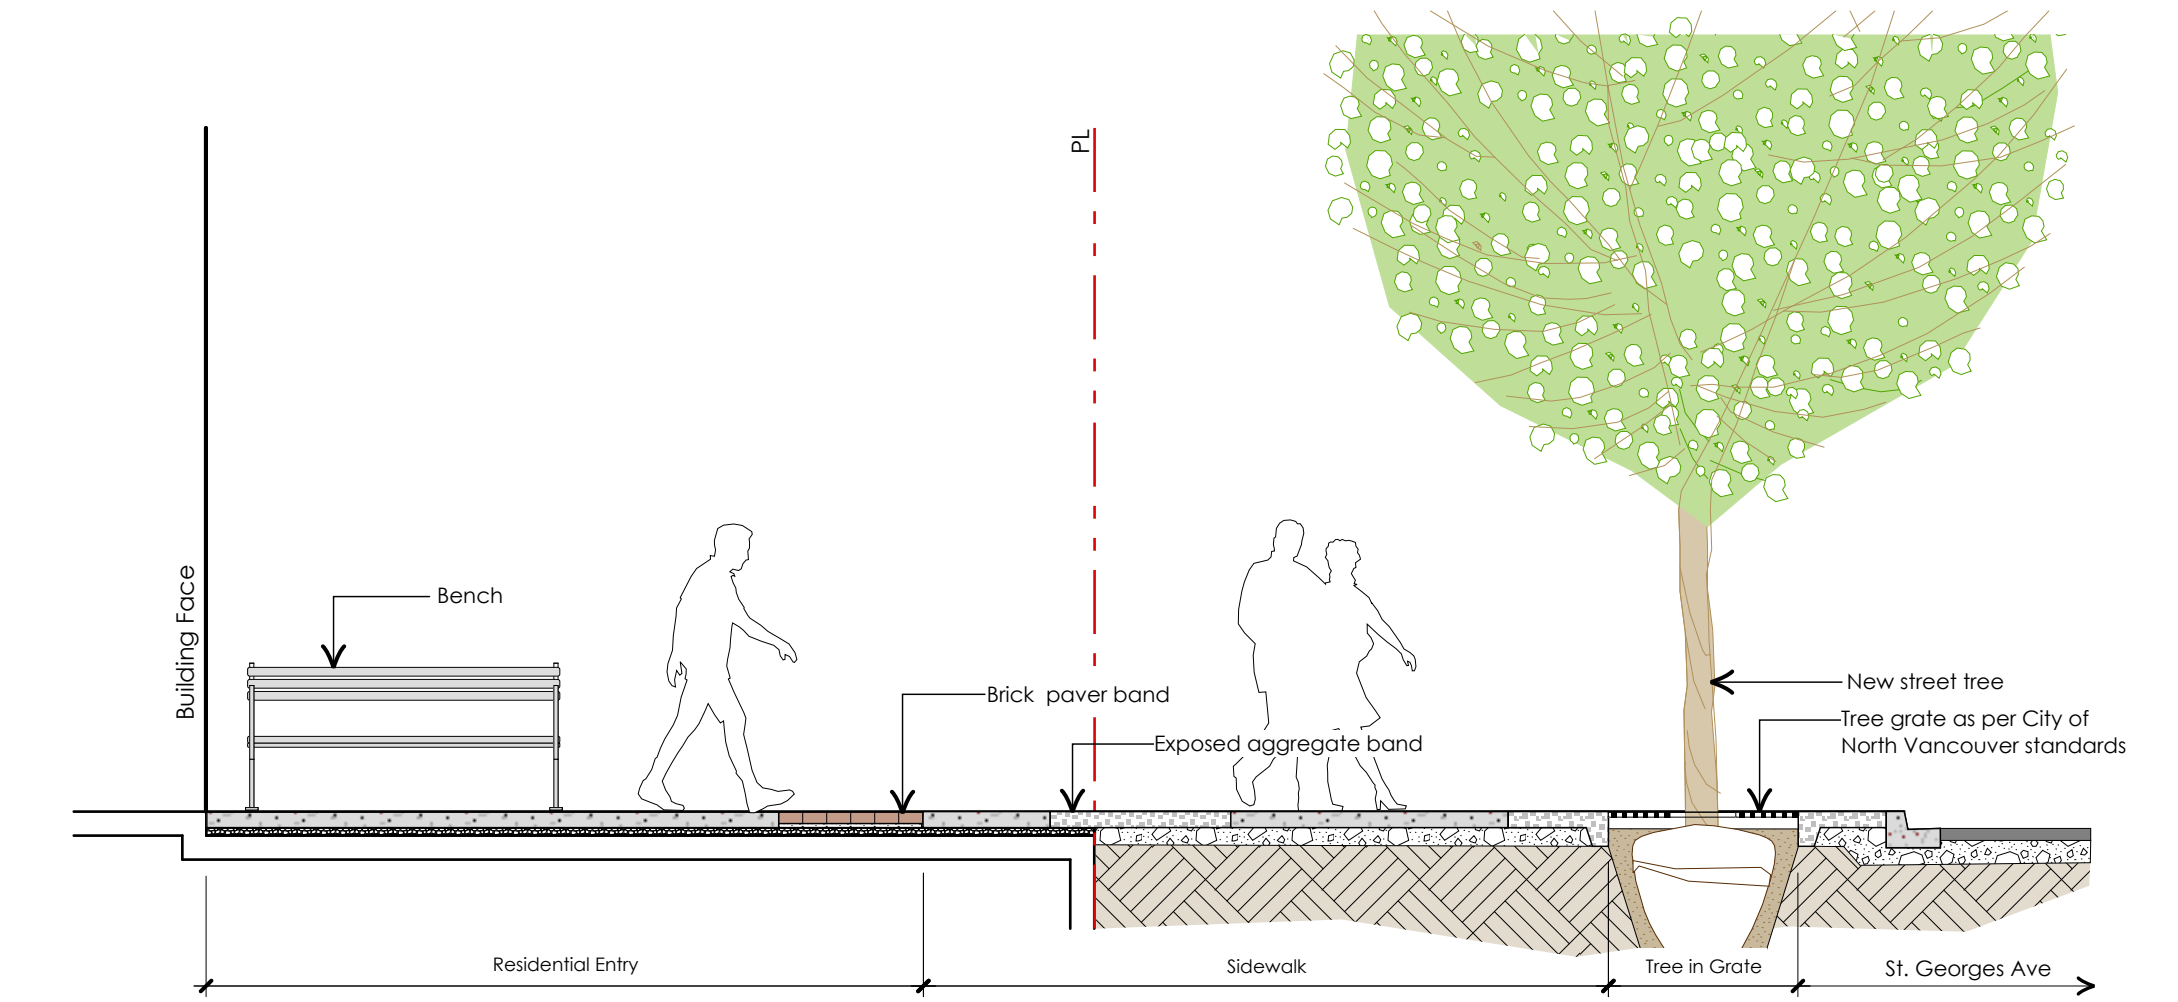 PL
Building Face
Bench
Brick paver band
Exposed aggregate band
New street tree
Tree grate as per City of
North Vancouver standards
Residential Entry
Sidewalk
Tree in Grate
St. Georges Ave